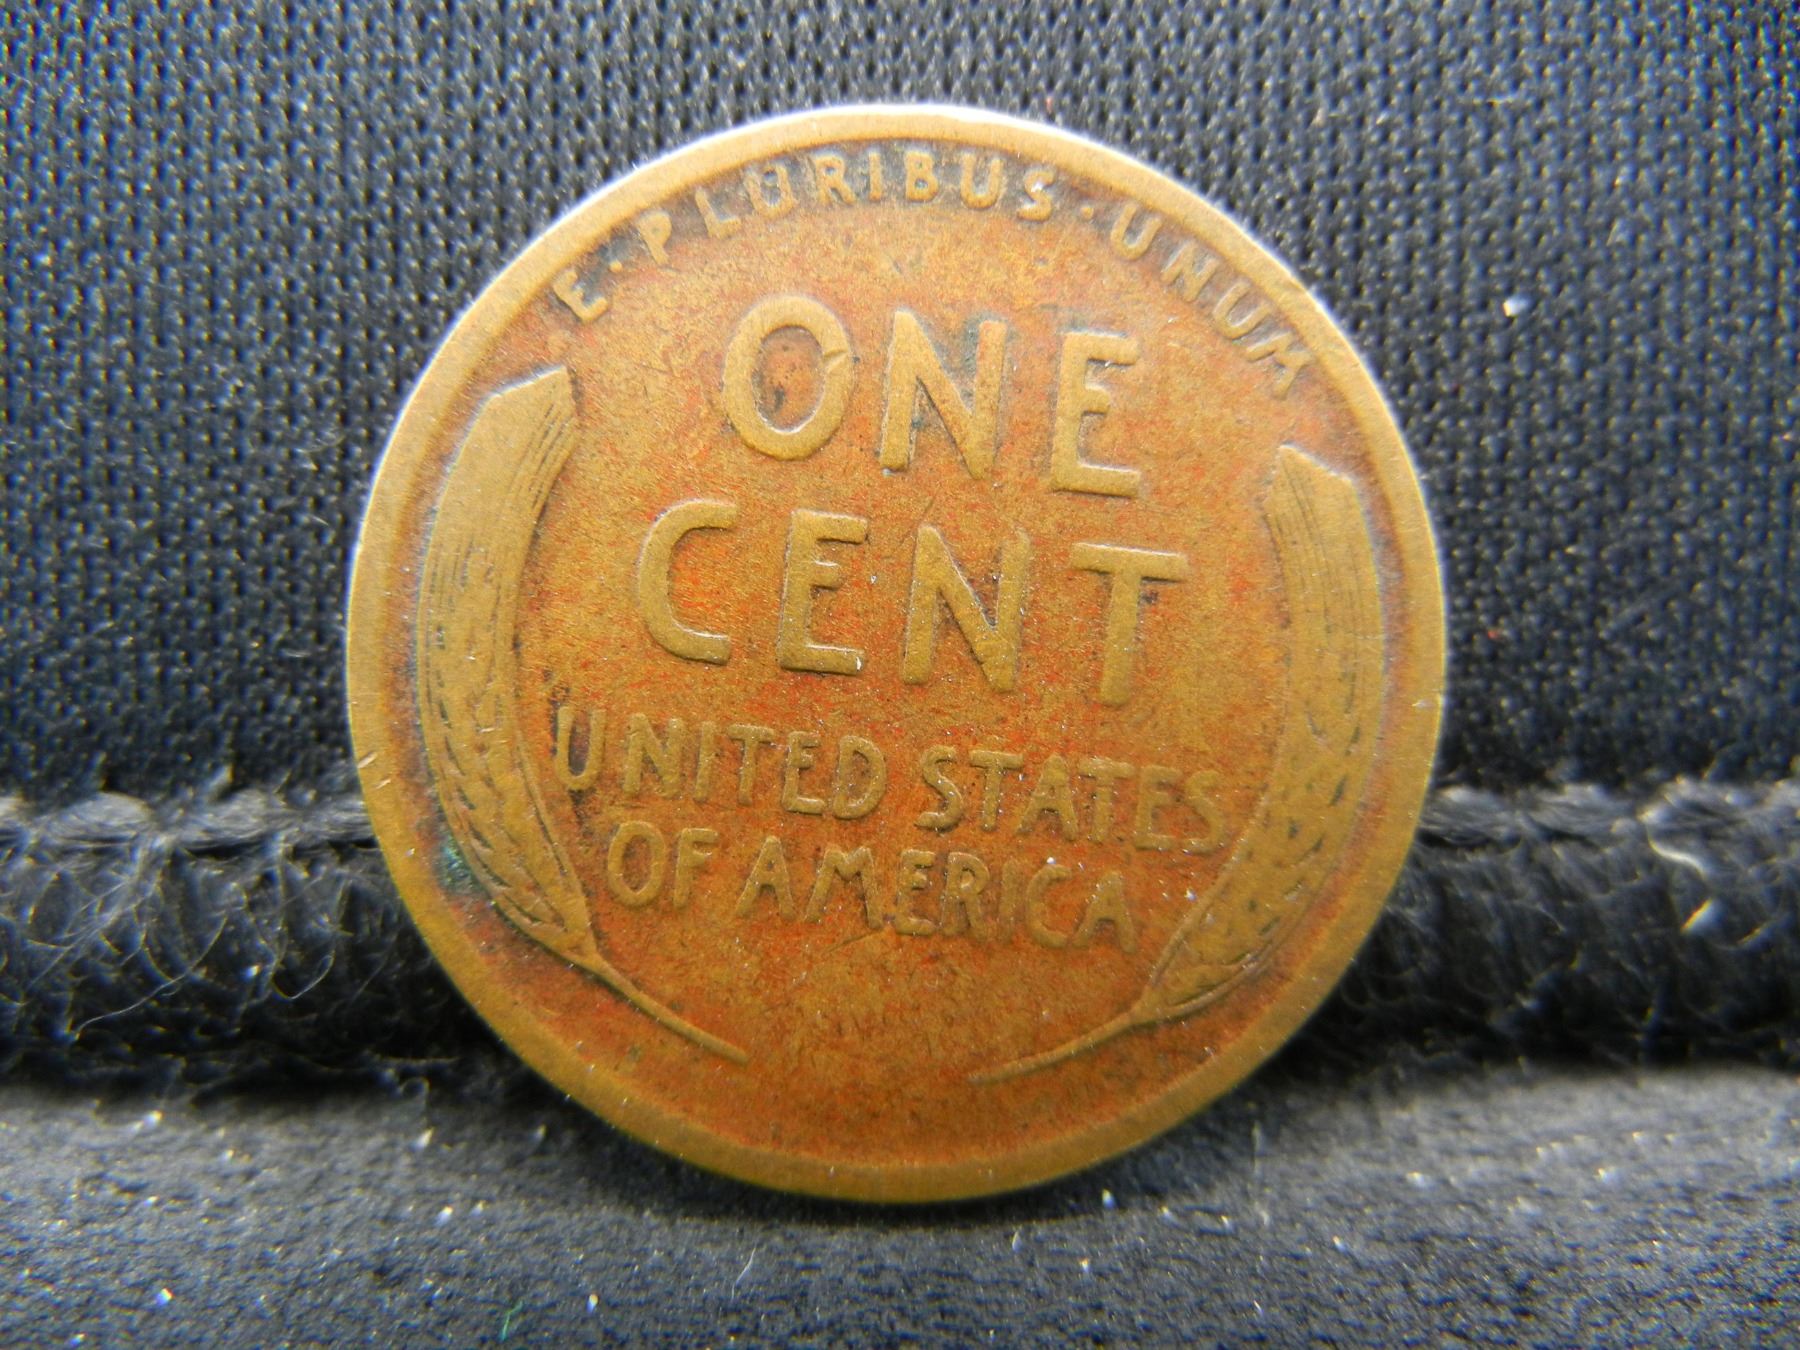 E·PLURIBUS·UNUM
ONE
CENT
UNITED STATES
OF AMERICA